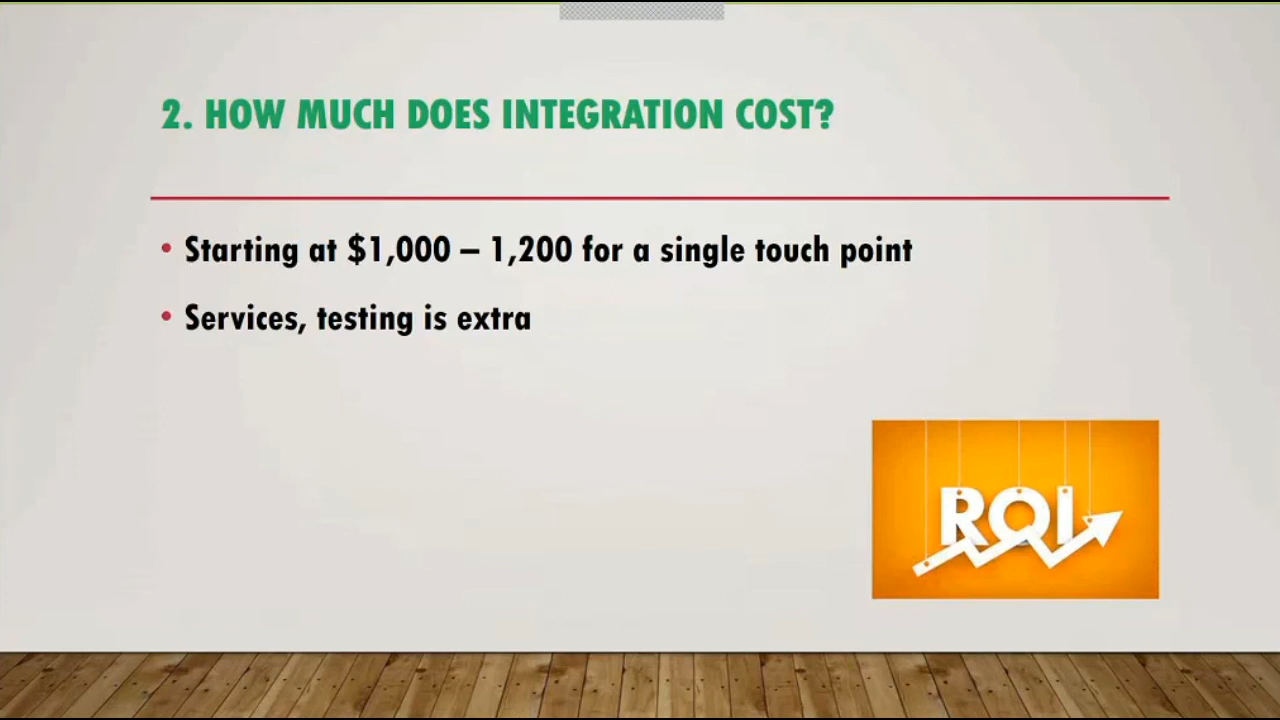 2. HOW MUCH DOES INTEGRATION COST?
• Starting at $1,000 – 1,200 for a single touch point
• Services, testing is extra
ROI